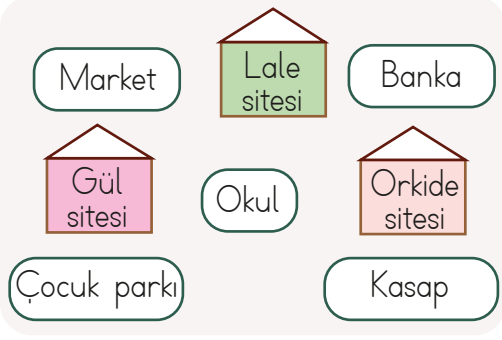 Market
Lale
sitesi
Banka
Gül
sitesi
Okul
Orkide
sitesi
Çocuk parkı
Kasap